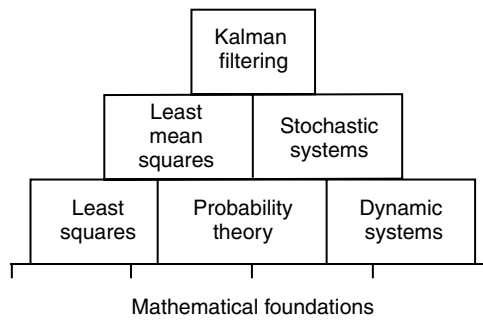 Kalman
filtering
Least
mean
squares
Stochastic
systems
Least
squares
Probability
theory
Dynamic
systems
Mathematical foundations